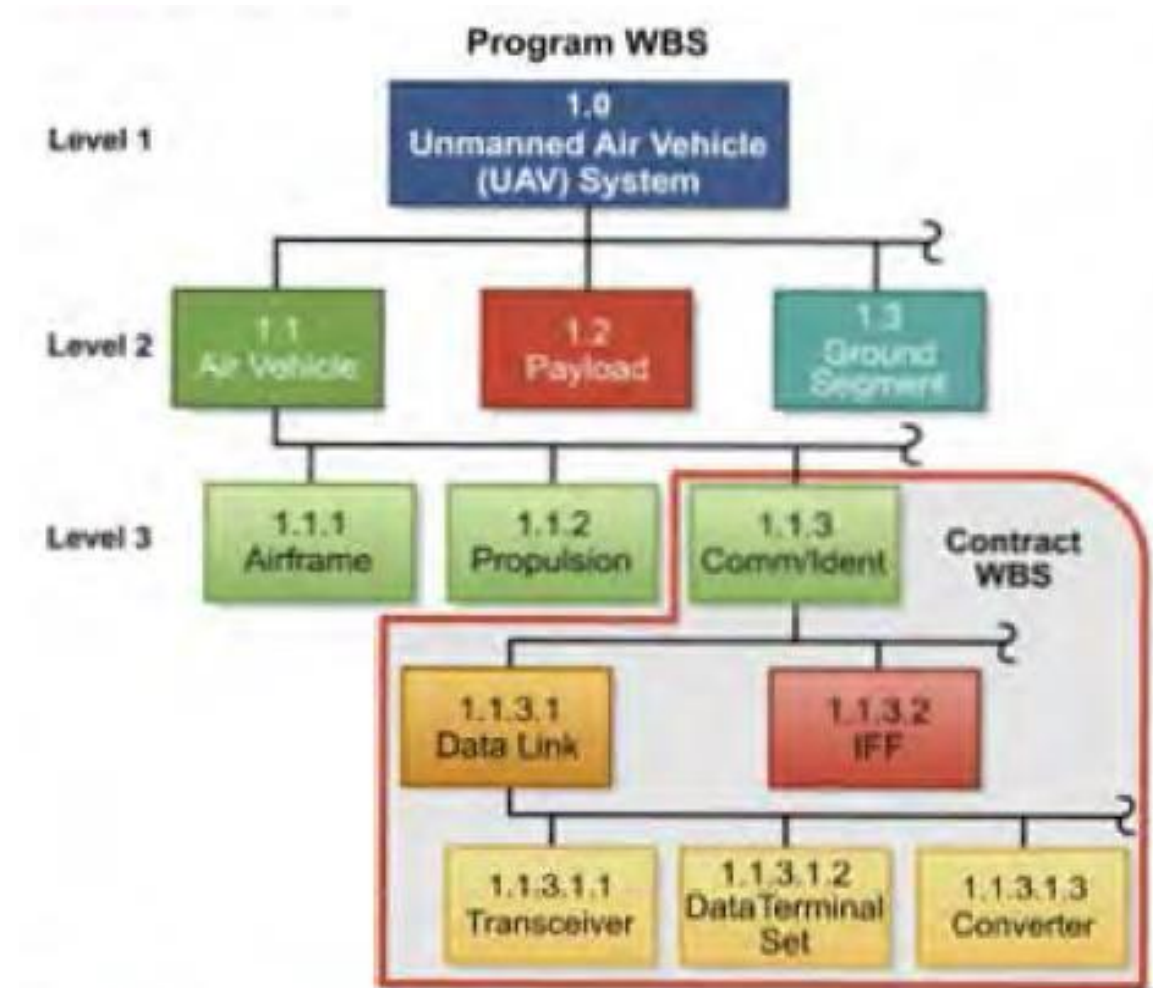 Program WBS
Level 1
1.0
Unmanned Air Vehicle
(UAV) System
Level 2
1.1
Air Vehicle
1.2
Payload
1.3
Ground
Segment
Level 3
1.1.1
Airframe
1.1.2
Propulsion
1.1.3
Comm/Ident
Contract
WBS
1.1.3.1
Data Link
1.1.3.2
IFF
1.1.3.1.1
Transceiver
1.1.3.1.2
DataTerminal
Set
1.1.3.1.3
Converter